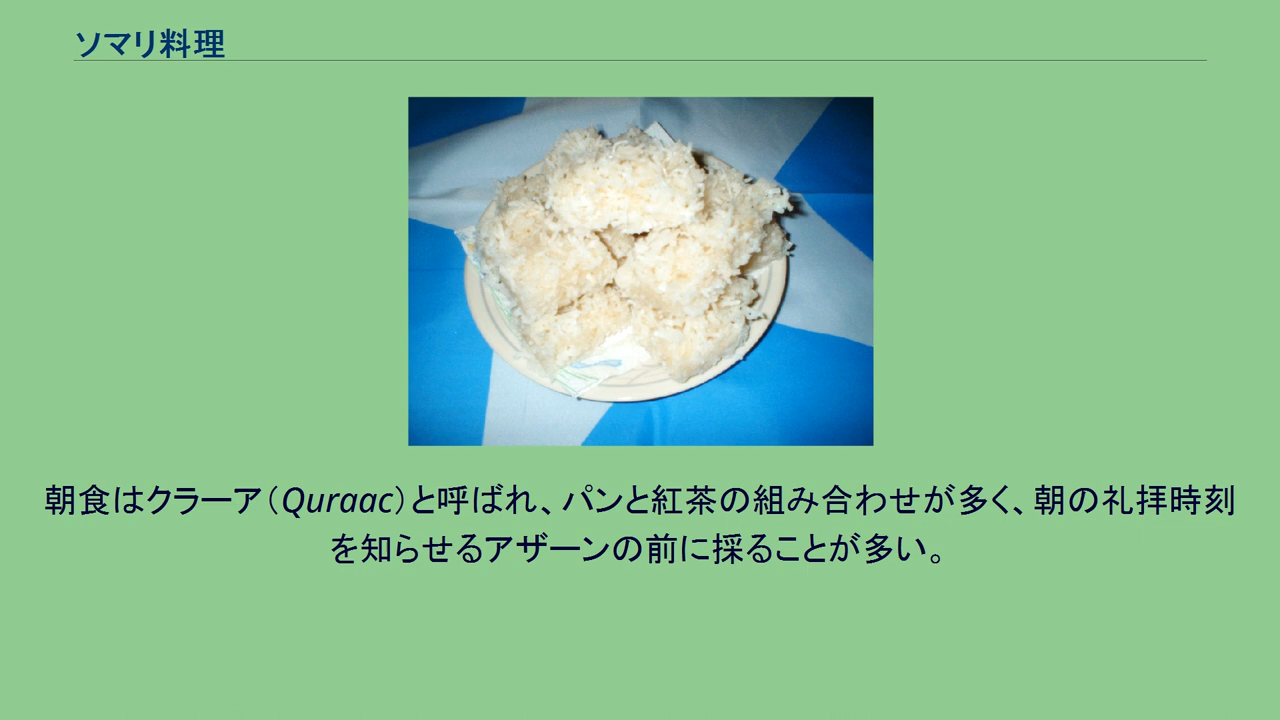 ソマリ料理
朝食はクラーア（Quraac）と呼ばれ、パンと紅茶の組み合わせが多く、朝の礼拝時刻
を知らせるアザーンの前に採ることが多い。